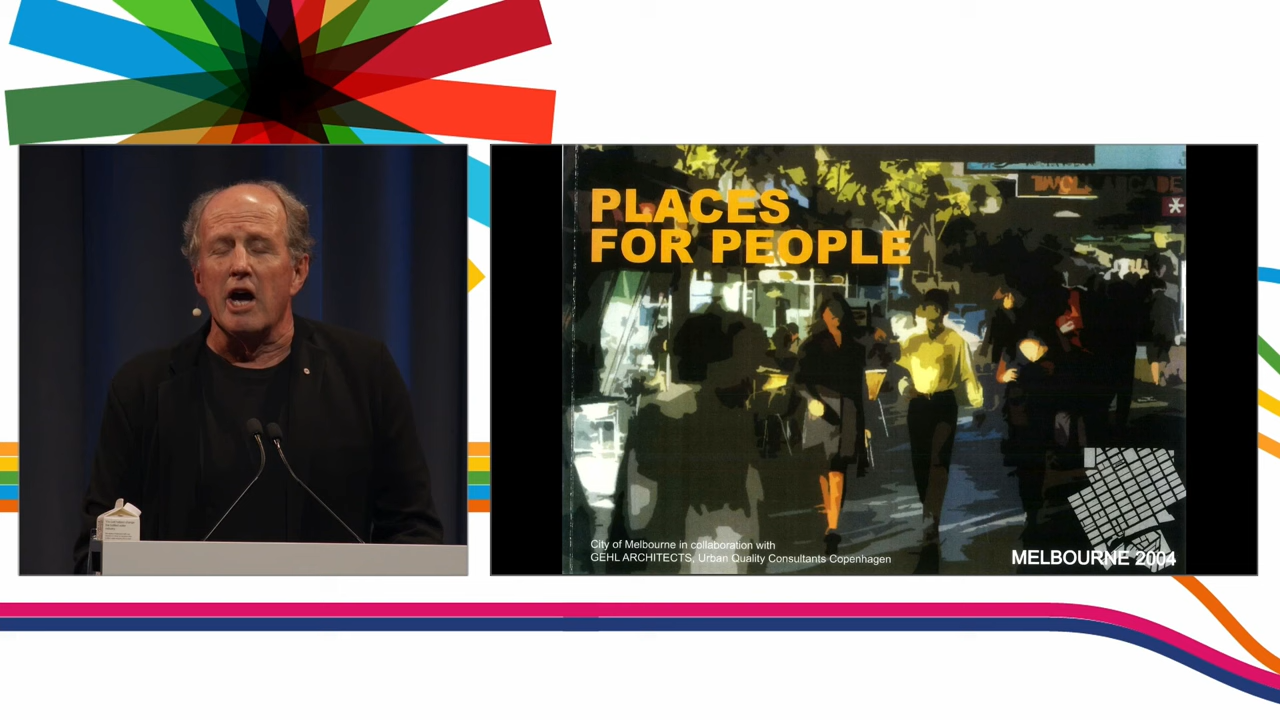 PLACES
FOR PEOPLE
City of Melbourne in collaboration with
GEHL ARCHITECTS, Urban Quality Consultants Copenhagen
MELBOURNE 2004